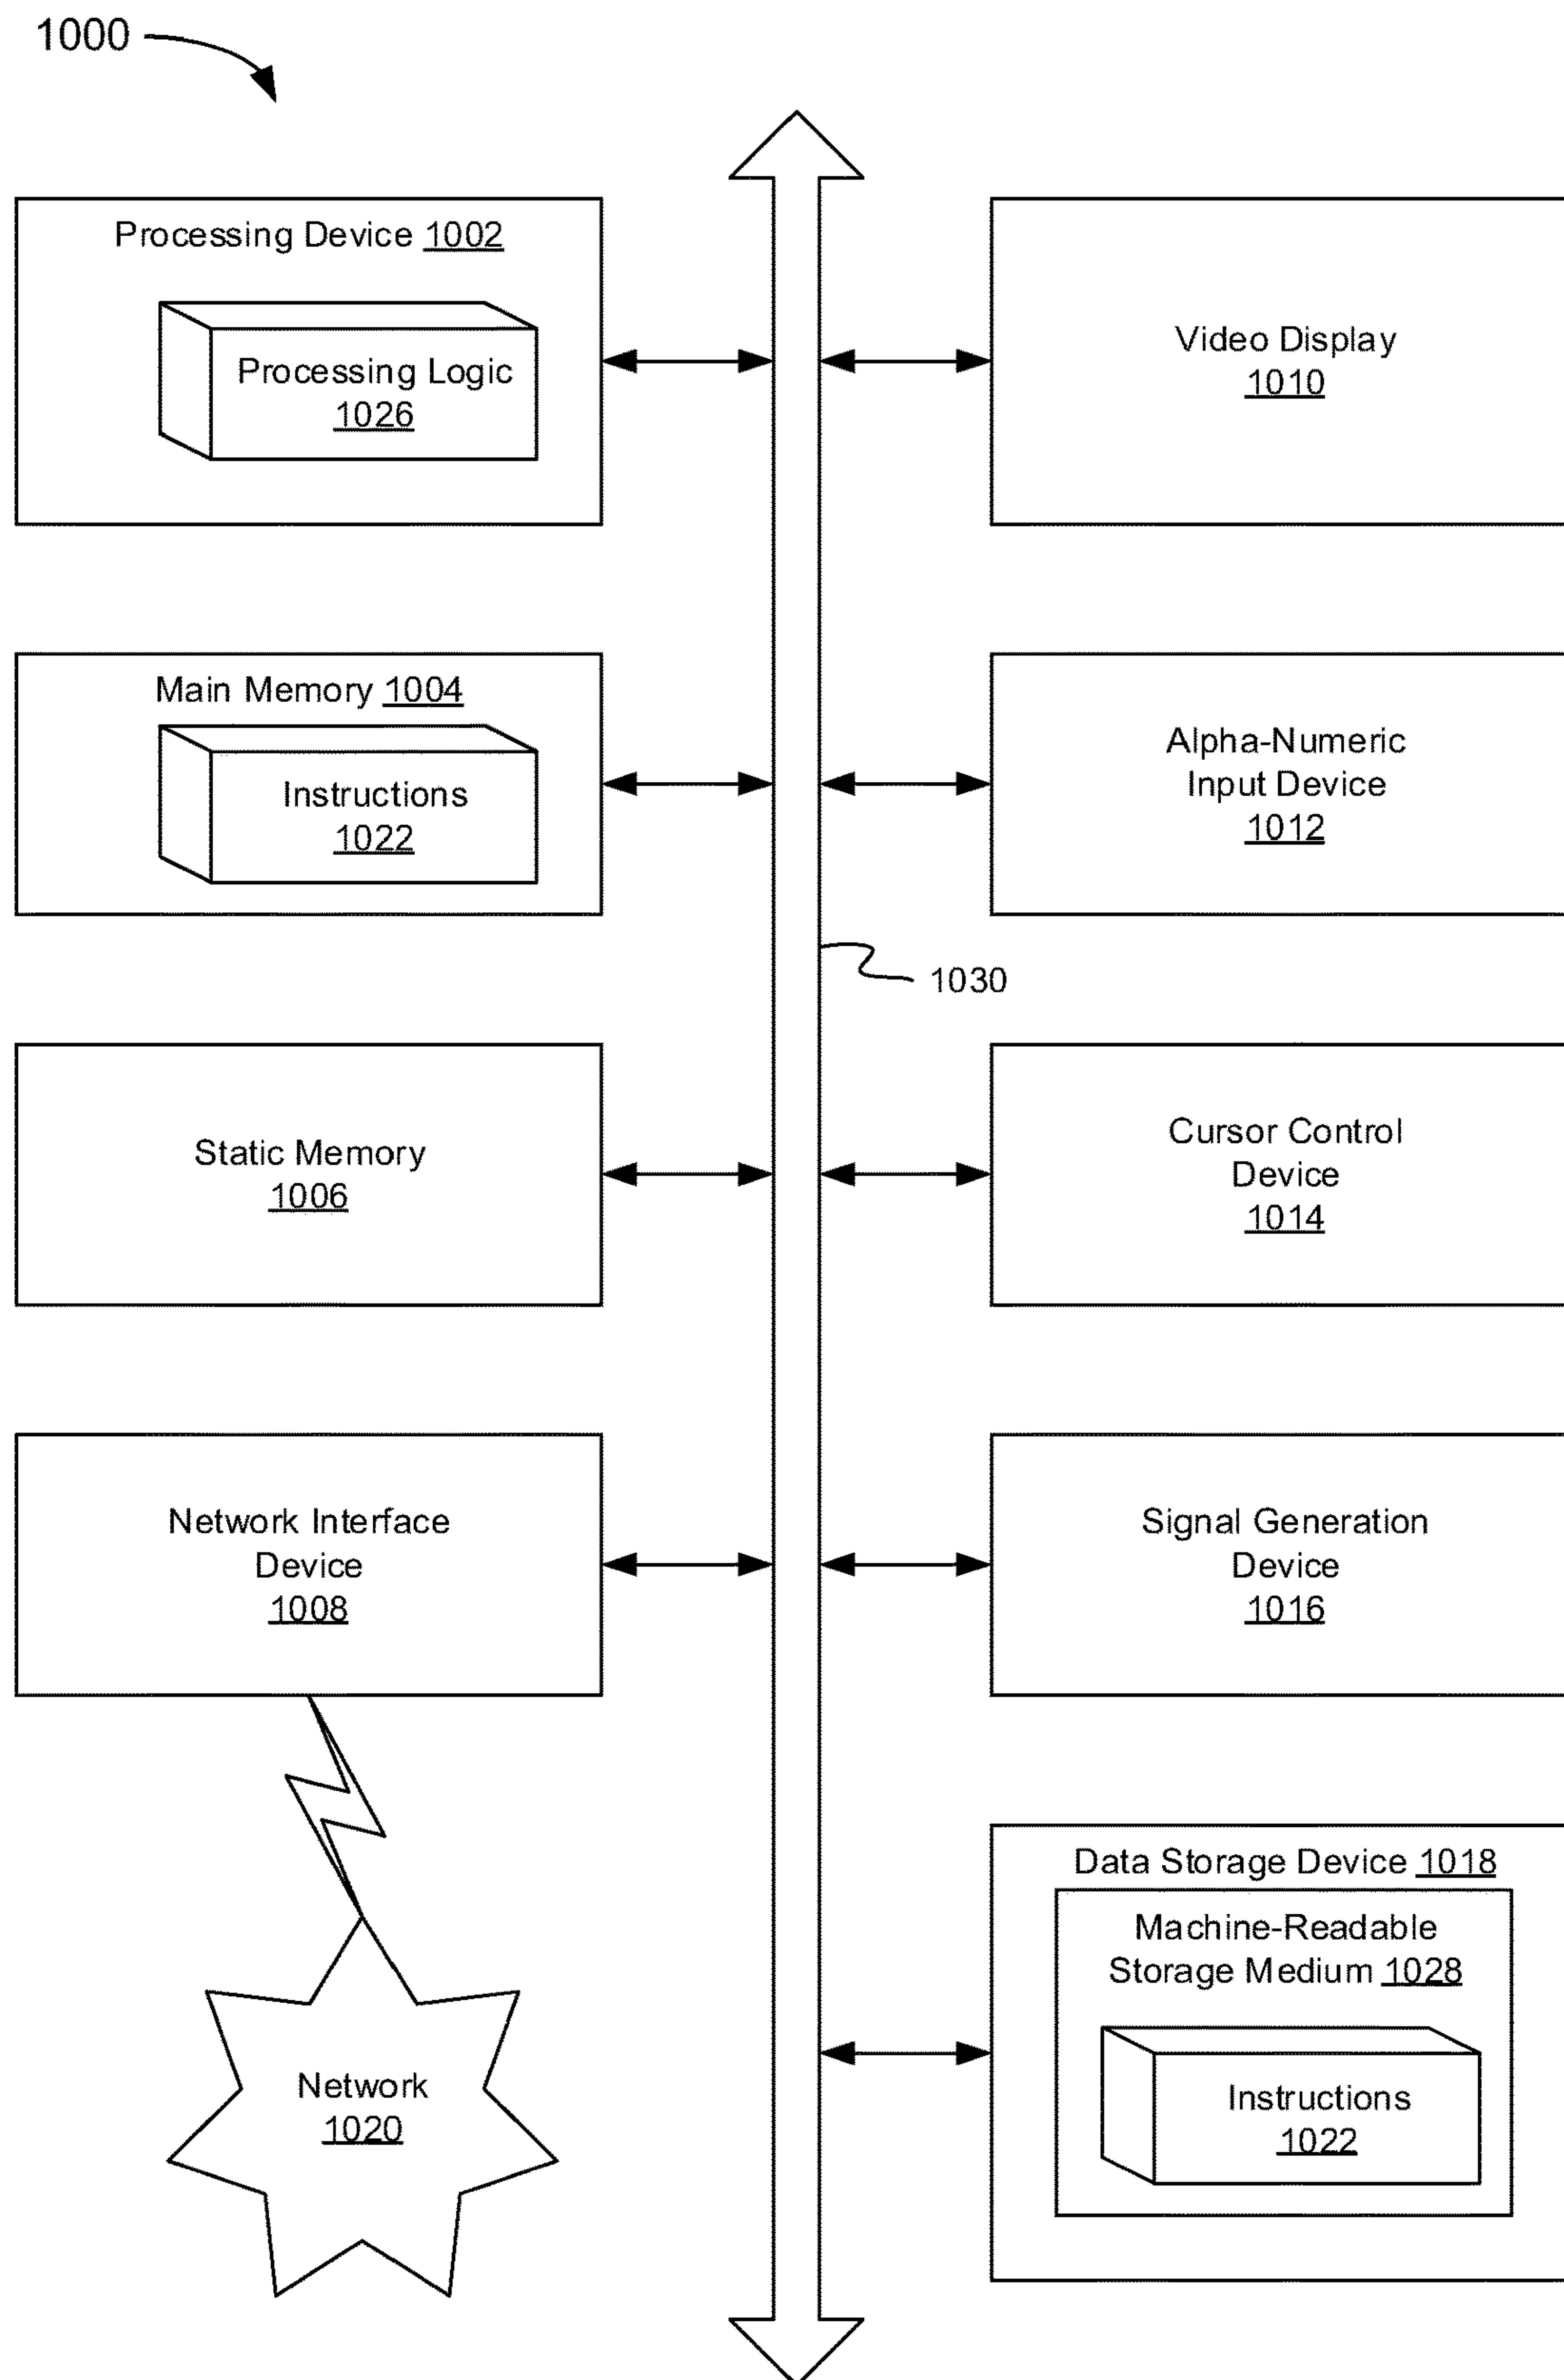 1000
Processing Device 1002
Processing Logic
1026
Video Display
1010
Main Memory 1004
Instructions
1022
Alpha-Numeric
Input Device
1012
1030
Static Memory
1006
Cursor Control
Device
1014
Network Interface
Device
1008
Signal Generation
Device
1016
Data Storage Device 1018
Machine-Readable
Storage Medium 1028
Instructions
1022
Network
1020